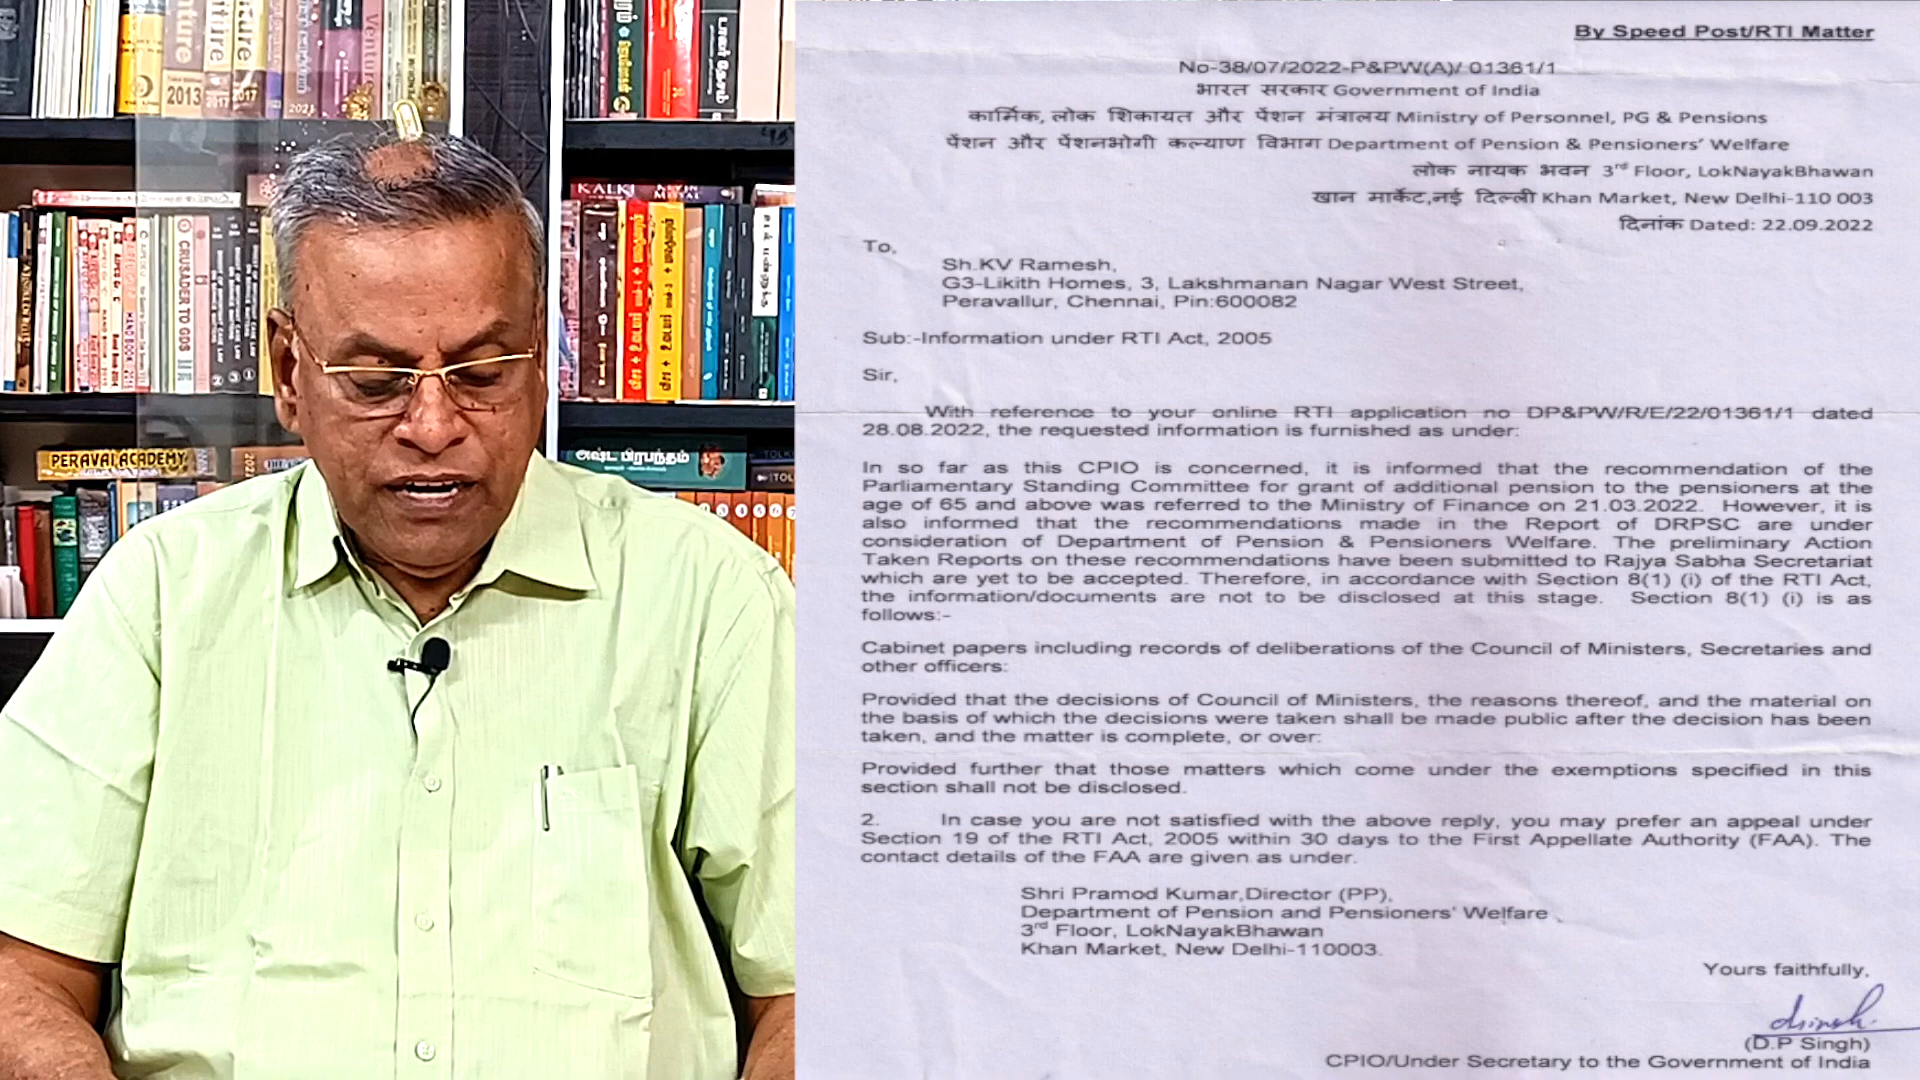 By Speed Post/RTI Matter
No-38/07/2022-P&PW(A)/ 01361/1
भारत सरकार Government of India
कार्मिक, लोक शिकायत और पेंशन मंत्रालय Ministry of Personnel, PG & Pensions
पेंशन और पेंशनभोगी कल्याण विभाग Department of Pension & Pensioners' Welfare
लोक नायक भवन 3rd Floor, LokNayakBhawan
खान मार्केट,नई दिल्ली Khan Market, New Delhi-110 003
दिनांक Dated: 22.09.2022
To,
Sh.KV Ramesh,
G3-Likith Homes, 3, Lakshmanan Nagar West Street,
Peravallur, Chennai, Pin:600082
Sub:-Information under RTI Act, 2005
Sir,
With reference to your online RTI application no DP&PW/R/E/22/01361/1 dated
28.08.2022, the requested information is furnished as under:
In so far as this CPIO is concerned, it is informed that the recommendation of the
Parliamentary Standing Committee for grant of additional pension to the pensioners at the
age of 65 and above was referred to the Ministry of Finance on 21.03.2022. However, it is
also informed that the recommendations made in the Report of DRPSC are under
consideration of Department of Pension & Pensioners Welfare. The preliminary Action
Taken Reports on these recommendations have been submitted to Rajya Sabha Secretariat
which are yet to be accepted. Therefore, in accordance with Section 8(1) (i) of the RTI Act,
the information/documents are not to be disclosed at this stage. Section 8(1) (i) is as
follows:-
Cabinet papers including records of deliberations of the Council of Ministers, Secretaries and
other officers:
Provided that the decisions of Council of Ministers, the reasons thereof, and the material on
the basis of which the decisions were taken shall be made public after the decision has been
taken, and the matter is complete, or over:
Provided further that those matters which come under the exemptions specified in this
section shall not be disclosed.
2. In case you are not satisfied with the above reply, you may prefer an appeal under
Section 19 of the RTI Act, 2005 within 30 days to the First Appellate Authority (FAA). The
contact details of the FAA are given as under.
Shri Pramod Kumar,Director (PP),
Department of Pension and Pensioners' Welfare
3rd Floor, LokNayakBhawan
Khan Market, New Delhi-110003.
Yours faithfully,
(D.P Singh)
CPIO/Under Secretary to the Government of India
Venture
2013
2017
2017
2021
KALKI
CRUSADER TO GDS
HAND BOOK
PERAVAI ACADEMY
அஷ்ட பிரபந்தம்